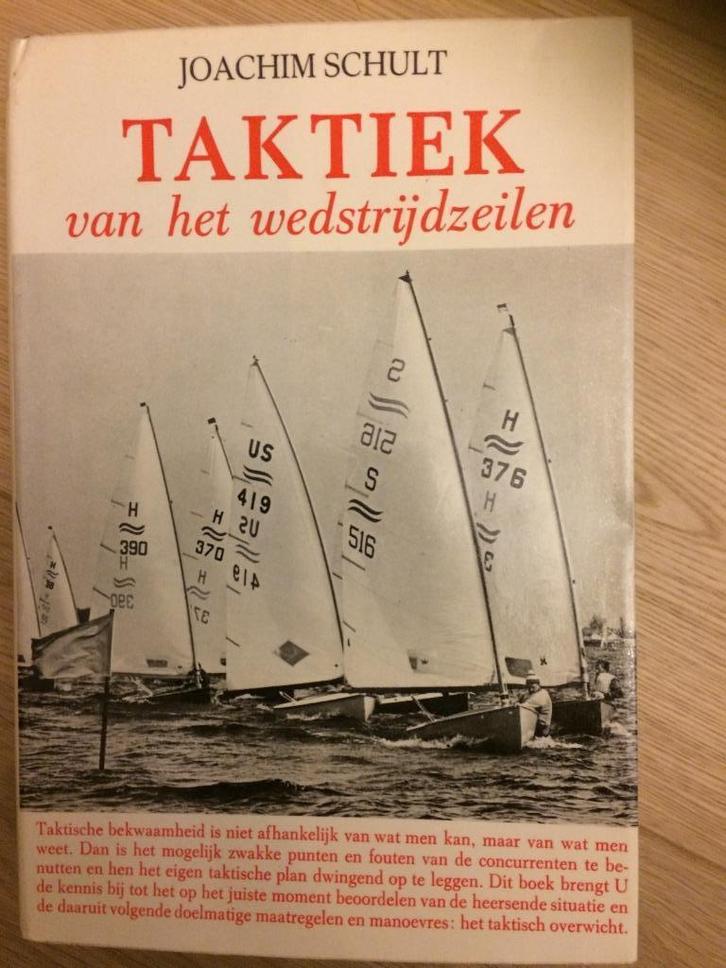 JOACHIM SCHULT
TAKTIEK
van het wedstrijdzeilen
H
390
H
390
H
370
H
37
US
419
US
419
S
516
S
516
H
376
H
3
H
Taktische bekwaamheid is niet afhankelijk van wat men kan, maar van wat men
weet. Dan is het mogelijk zwakke punten en fouten van de concurrenten te be-
nutten en hen het eigen taktische plan dwingend op te leggen. Dit boek brengt U
de kennis bij tot het op het juiste moment beoordelen van de heersende situatie en
de daaruit volgende doelmatige maatregelen en manoevres: het taktisch overwicht.